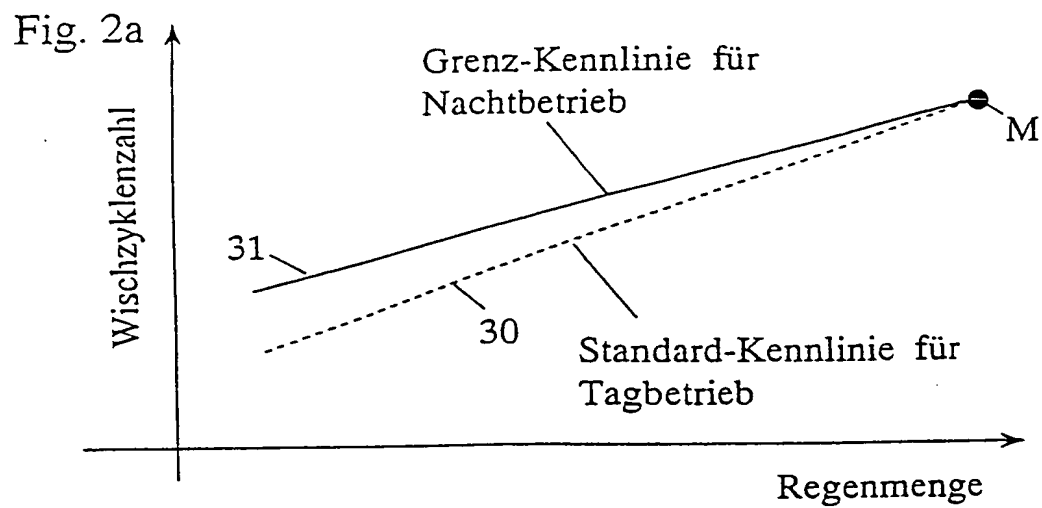 Fig. 2a
Grenz-Kennlinie für
Nachtbetrieb
M
Wischzyklenzahl
31
30
Standard-Kennlinie für
Tagbetrieb
Regenmenge